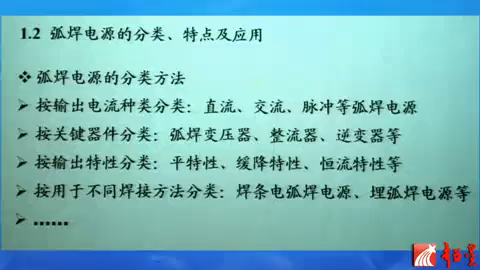 1.2 弧焊电源的分类、特点及应用
❖弧焊电源的分类方法
➢按输出电流种类分类：直流、交流、脉冲等弧焊电源
➢按关键器件分类：弧焊变压器、整流器、逆变器等
➢按输出特性分类：平特性、缓降特性、恒流特性等
➢按用于不同焊接方法分类：焊条电弧焊电源、埋弧焊电源等
➢……